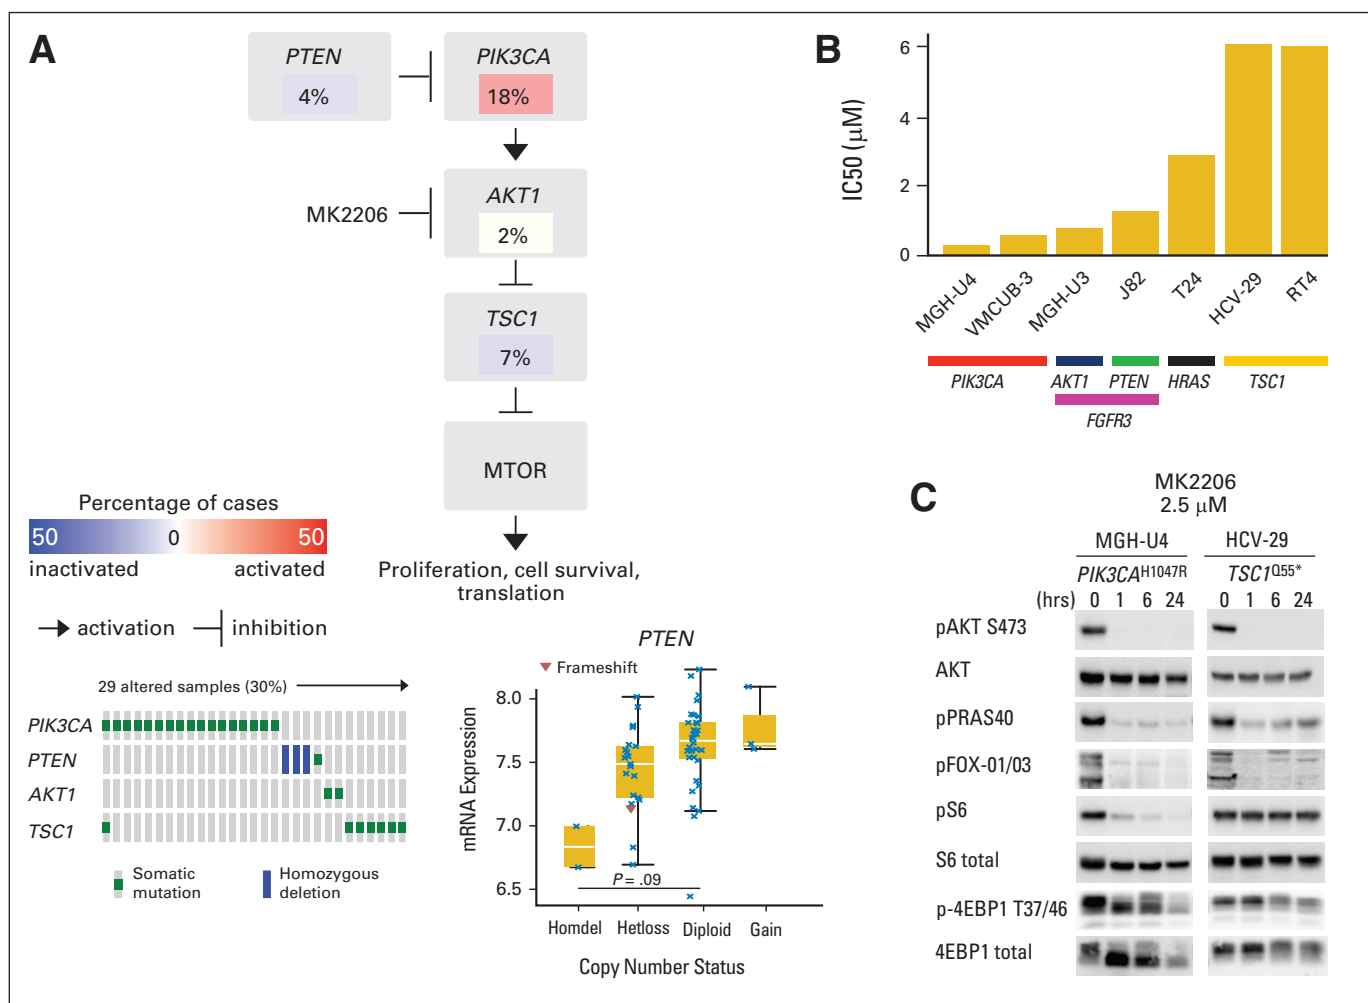 A
PTEN
4%
PIK3CA
18%
MK2206
AKT1
2%
TSC1
7%
MTOR
Proliferation, cell survival,
translation
Percentage of cases
50 0 50
inactivated activated
activation inhibition
29 altered samples (30%)
PIK3CA
PTEN
AKT1
TSC1
Somatic
mutation
Homozygous
deletion
PTEN
Frameshift
mRNA Expression
8.0
7.5
7.0
6.5
P = .09
Homdel Hetloss Diploid Gain
Copy Number Status
B
IC50 (μM)
6
4
2
0
MGH-U4 VMCUB-3 MGH-U3 J82 T24 HCV-29 RT4
PIK3CA AKT1 PTEN HRAS TSC1
FGFR3
C
MK2206
2.5 μM
MGH-U4 HCV-29
PIK3CA^H1047R TSC1^Q55*
(hrs) 0 1 6 24 0 1 6 24
pAKT S473
AKT
pPRAS40
pFOX-01/03
pS6
S6 total
p-4EBP1 T37/46
4EBP1 total